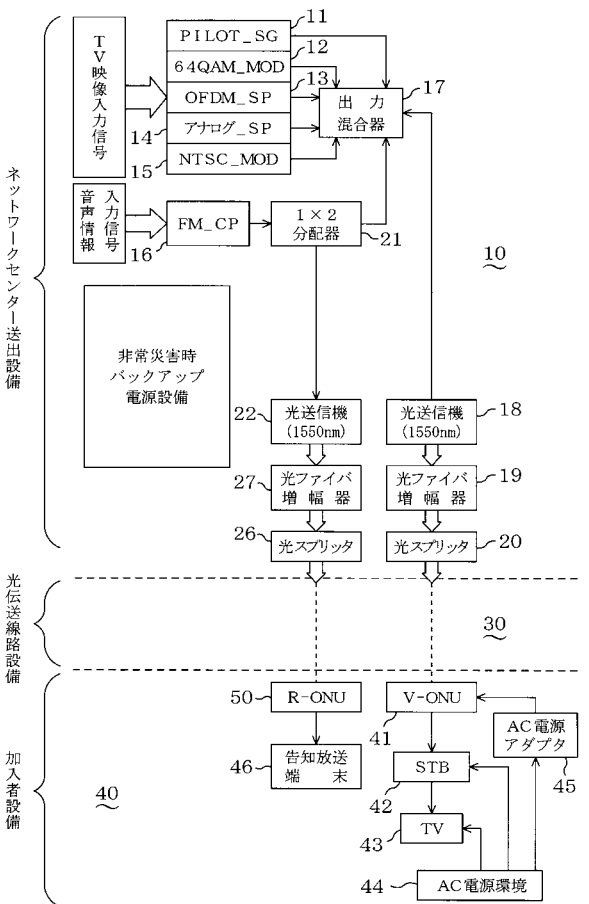 ネットワークセンター送出設備
TV映像入力信号
11
PILOT_SG
12
64QAM_MOD
13
OFDM_SP
14
アナログ_SP
15
NTSC_MOD
出力
混合器
17
音声情報
入力信号
FM_CP
16
1×2
分配器
21
10
非常災害時
バックアップ
電源設備
22
光送信機
(1550nm)
光送信機
(1550nm)
18
27
光ファイバ
増幅器
光ファイバ
増幅器
19
26
光スプリッタ
光スプリッタ
20
光伝送線路設備
30
加入者設備
50
R-ONU
V-ONU
41
AC電源
アダプタ
45
46
告知放送
端末
40
STB
42
TV
43
44
AC電源環境